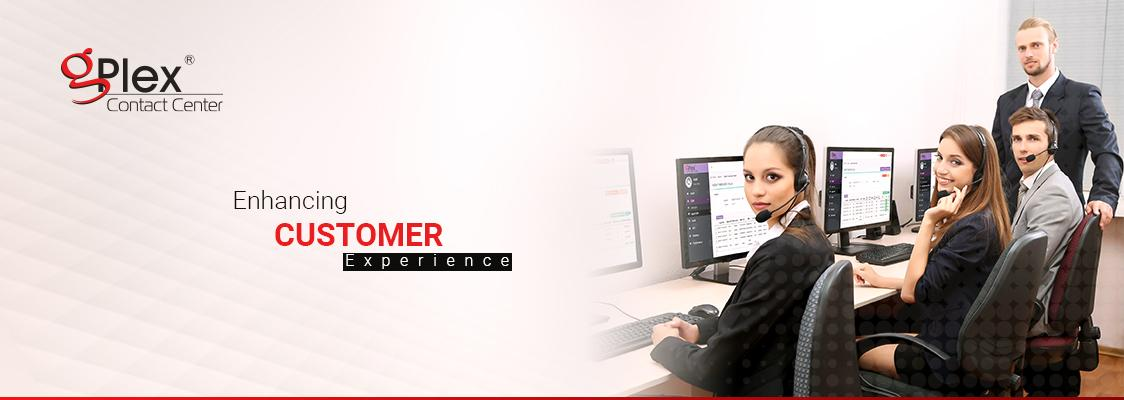 gPlex®
Contact Center
Enhancing
CUSTOMER
Experience